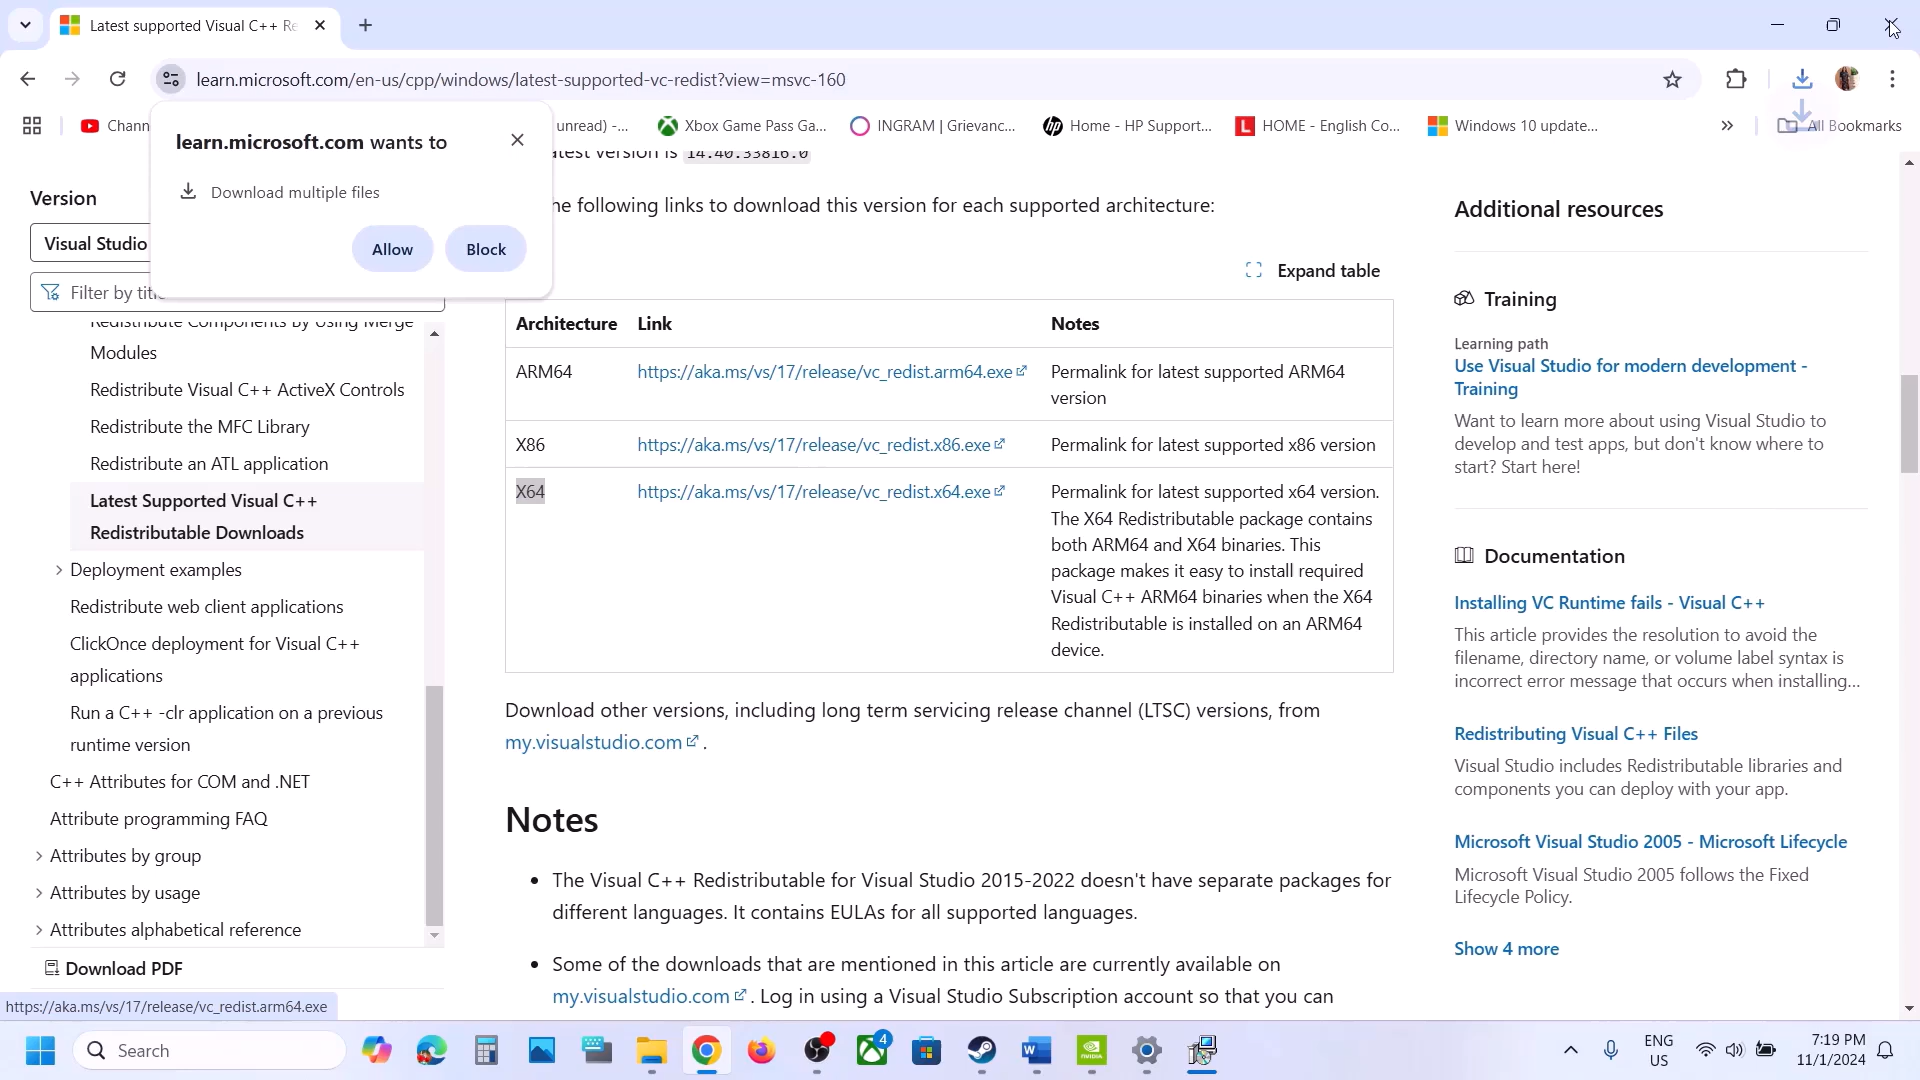 Latest supported Visual C++ Re
learn.microsoft.com/en-us/cpp/windows/latest-supported-vc-redist?view=msvc-160
Chann
unread) -...
Xbox Game Pass Ga...
INGRAM | Grievanc...
Home - HP Support...
HOME - English Co...
Windows 10 update...
All Bookmarks
learn.microsoft.com wants to
Download multiple files
Allow
Block
Version
Visual Studio
Filter by title
Redistribute Components By Using Merge
Modules
Redistribute Visual C++ ActiveX Controls
Redistribute the MFC Library
Redistribute an ATL application
Latest Supported Visual C++
Redistributable Downloads
Deployment examples
Redistribute web client applications
ClickOnce deployment for Visual C++
applications
Run a C++ -clr application on a previous
runtime version
C++ Attributes for COM and .NET
Attribute programming FAQ
Attributes by group
Attributes by usage
Attributes alphabetical reference
Download PDF
https://aka.ms/vs/17/release/vc_redist.arm64.exe
atest version is 14.40.33816.0
he following links to download this version for each supported architecture:
Expand table
Architecture Link Notes
ARM64 https://aka.ms/vs/17/release/vc_redist.arm64.exe Permalink for latest supported ARM64
version
X86 https://aka.ms/vs/17/release/vc_redist.x86.exe Permalink for latest supported x86 version
X64 https://aka.ms/vs/17/release/vc_redist.x64.exe Permalink for latest supported x64 version.
The X64 Redistributable package contains
both ARM64 and X64 binaries. This
package makes it easy to install required
Visual C++ ARM64 binaries when the X64
Redistributable is installed on an ARM64
device.
Download other versions, including long term servicing release channel (LTSC) versions, from
my.visualstudio.com .
Notes
• The Visual C++ Redistributable for Visual Studio 2015-2022 doesn't have separate packages for
different languages. It contains EULAs for all supported languages.
• Some of the downloads that are mentioned in this article are currently available on
my.visualstudio.com . Log in using a Visual Studio Subscription account so that you can
Additional resources
Training
Learning path
Use Visual Studio for modern development -
Training
Want to learn more about using Visual Studio to
develop and test apps, but don't know where to
start? Start here!
Documentation
Installing VC Runtime fails - Visual C++
This article provides the resolution to avoid the
filename, directory name, or volume label syntax is
incorrect error message that occurs when installing...
Redistributing Visual C++ Files
Visual Studio includes Redistributable libraries and
components you can deploy with your app.
Microsoft Visual Studio 2005 - Microsoft Lifecycle
Microsoft Visual Studio 2005 follows the Fixed
Lifecycle Policy.
Show 4 more
Search
4
ENG
US
7:19 PM
11/1/2024